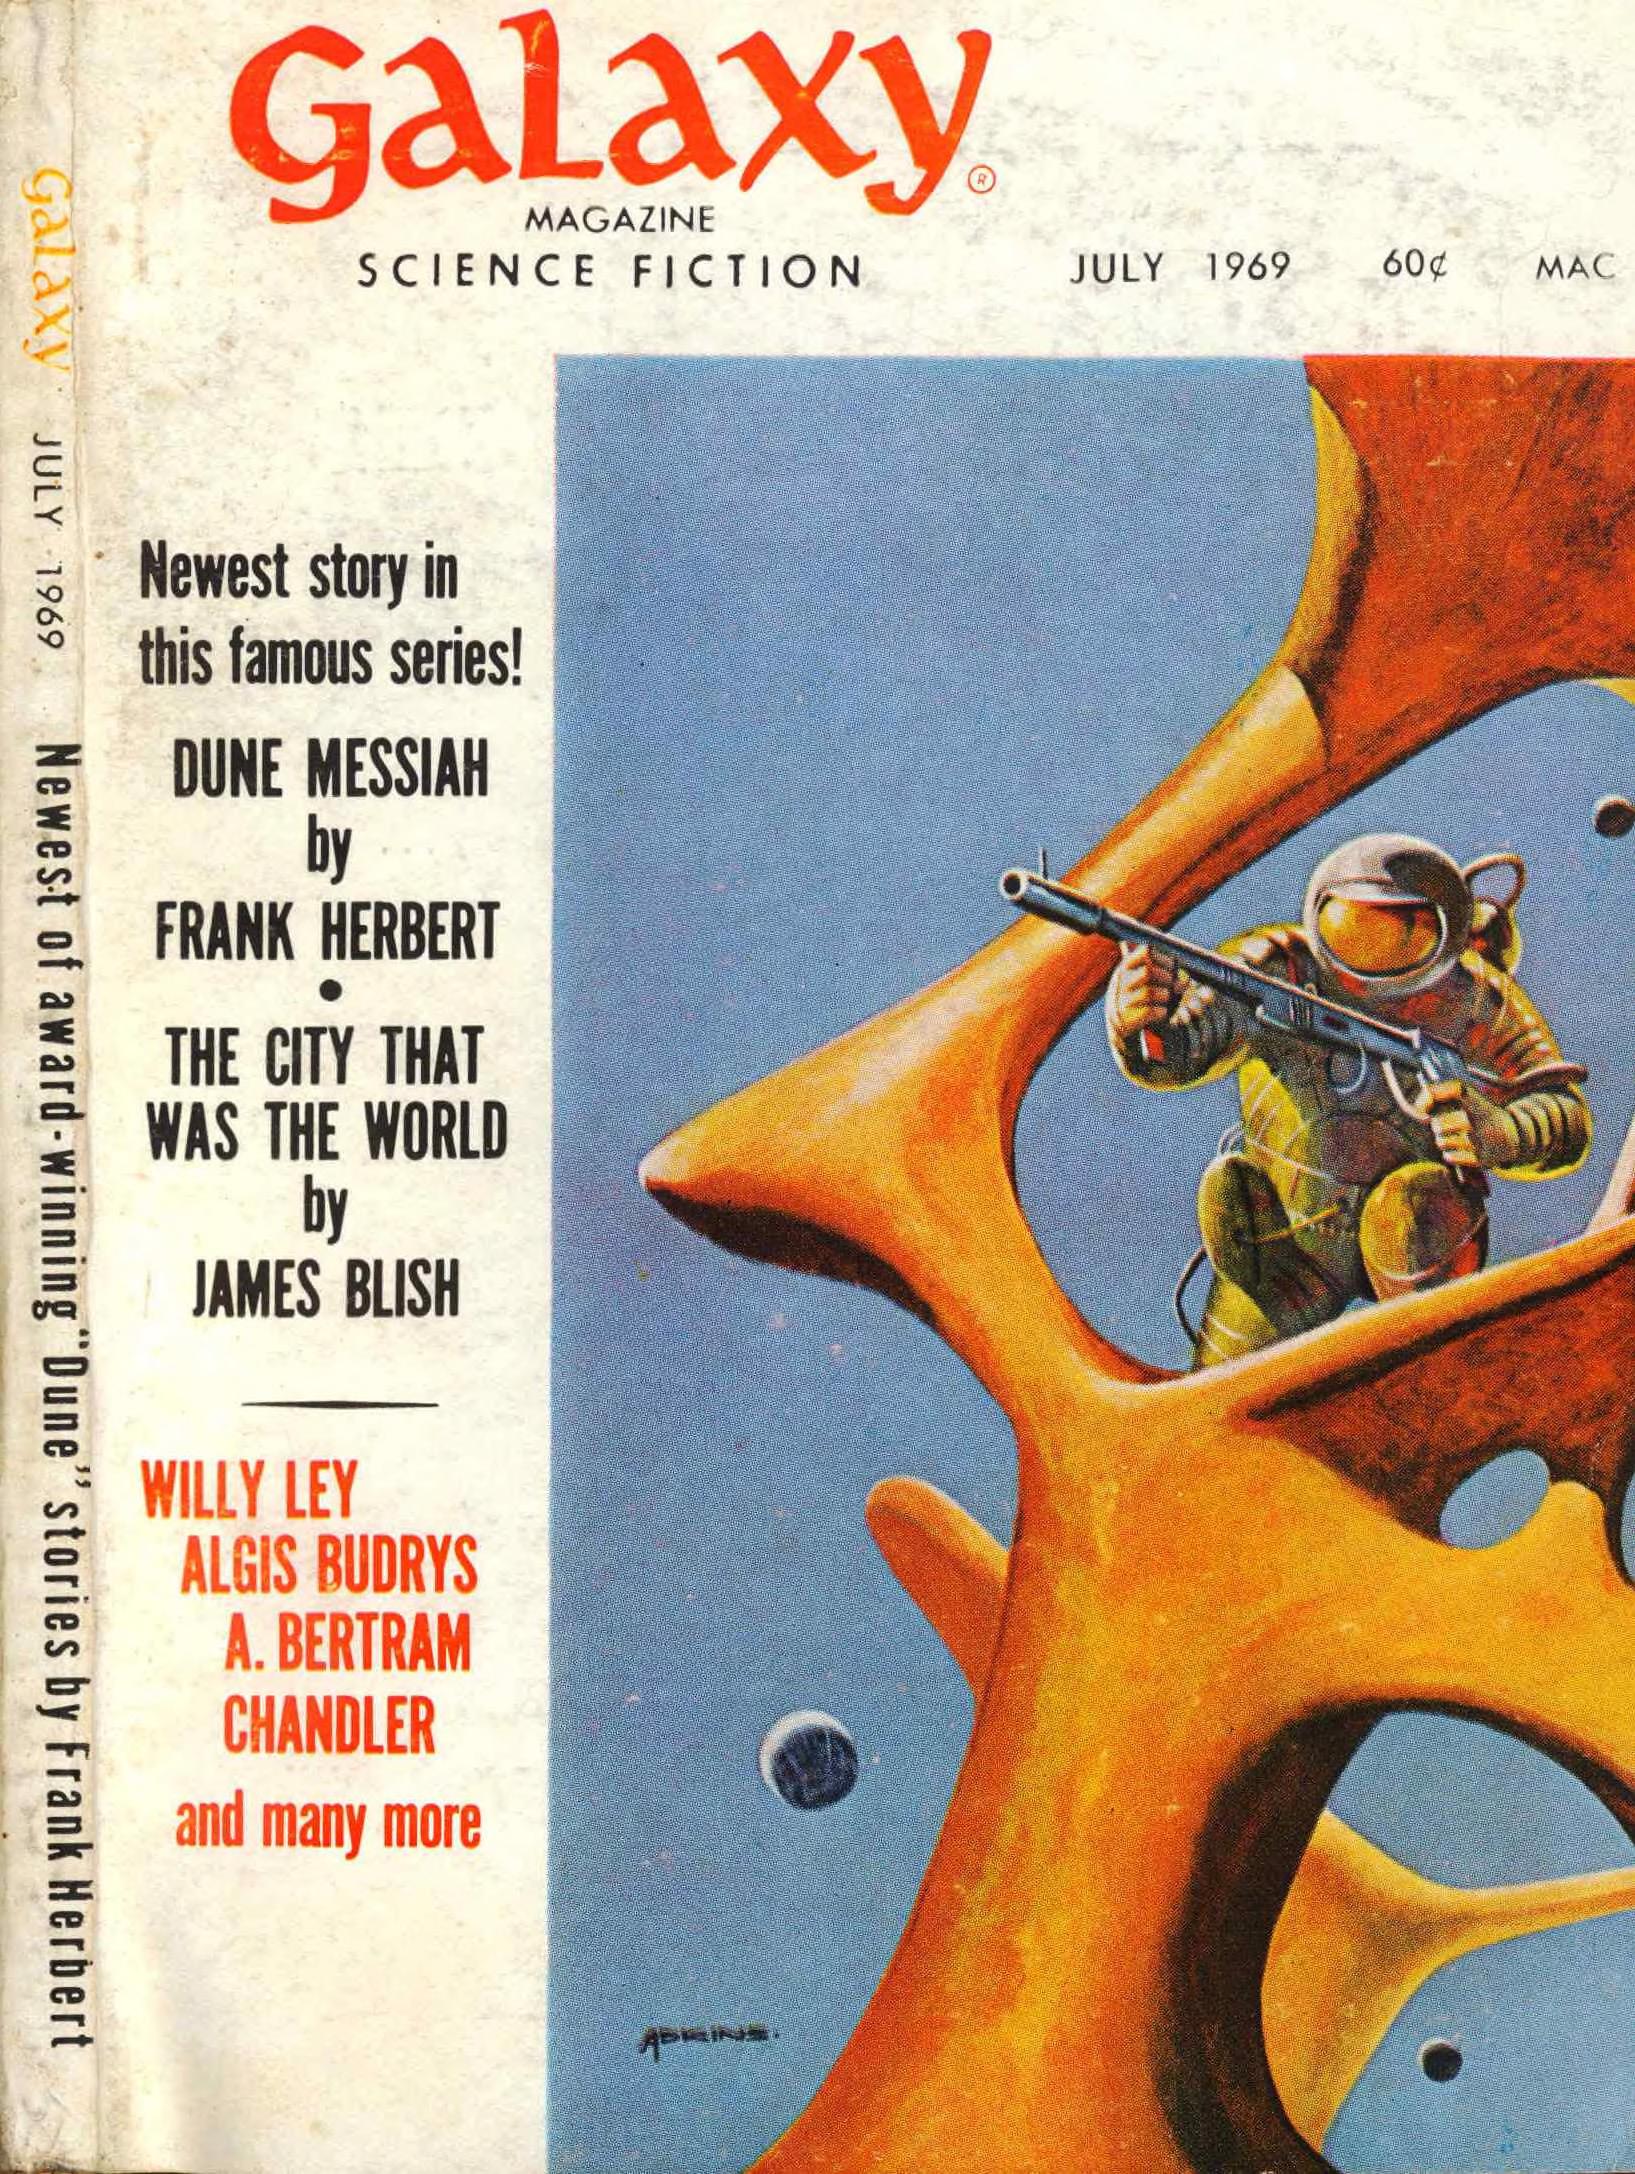 Galaxy®
MAGAZINE
SCIENCE FICTION
JULY 1969 60¢ MAC
Newest story in
this famous series!
DUNE MESSIAH
by
FRANK HERBERT
•
THE CITY THAT
WAS THE WORLD
by
JAMES BLISH
WILLY LEY
ALGIS BUDRYS
A. BERTRAM
CHANDLER
and many more
ADKINS.
Galaxy JULY 1969 Newest of award-winning "Dune" stories by Frank Herbert